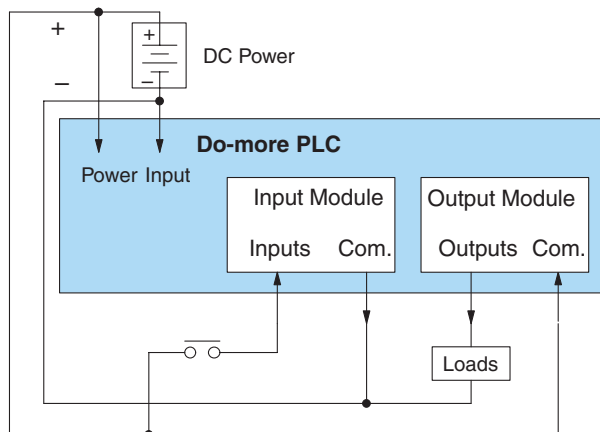 +
+
DC Power
–
–
Do-more PLC
Power Input
Input Module
Output Module
Inputs Com.
Outputs Com.
Loads